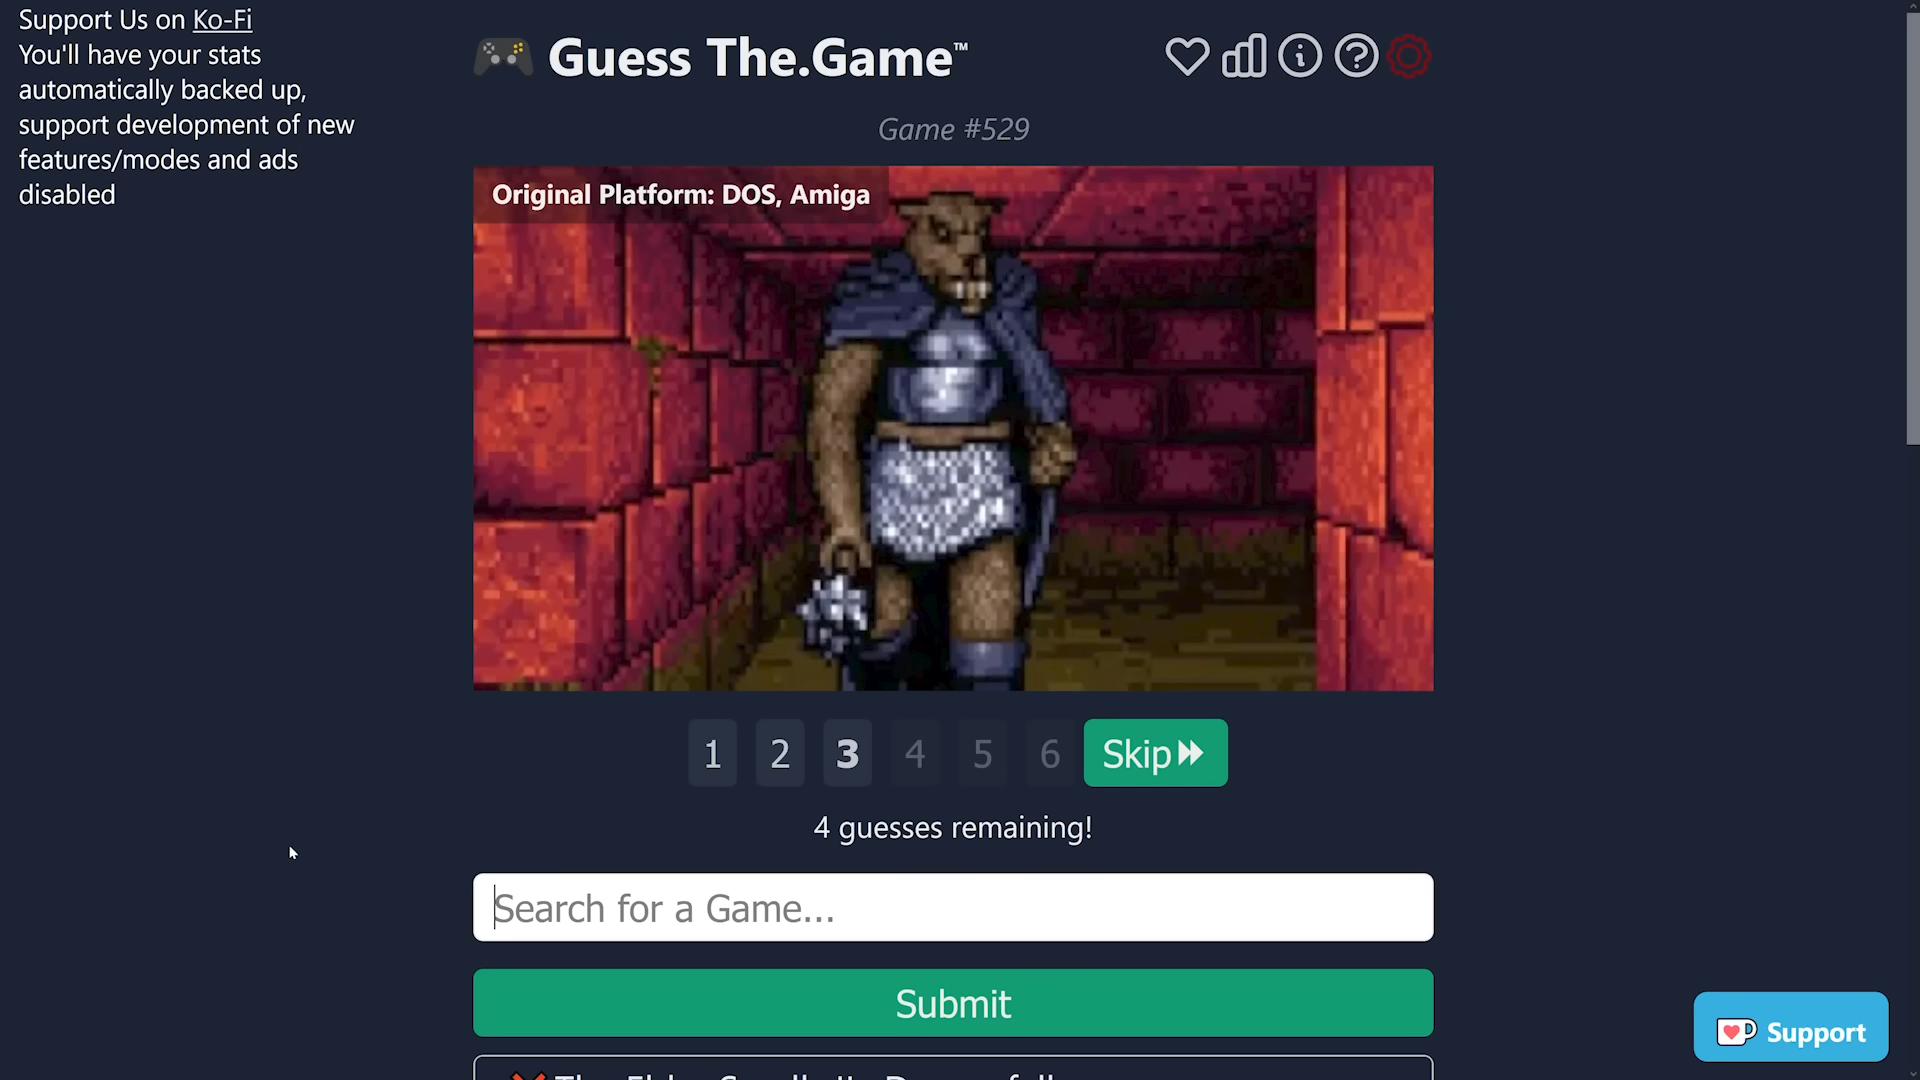 Support Us on Ko-Fi
You'll have your stats
automatically backed up,
support development of new
features/modes and ads
disabled
Guess The.Game™
Game #529
Original Platform: DOS, Amiga
1 2 3 4 5 6 Skip
4 guesses remaining!
Search for a Game...
Submit
Support